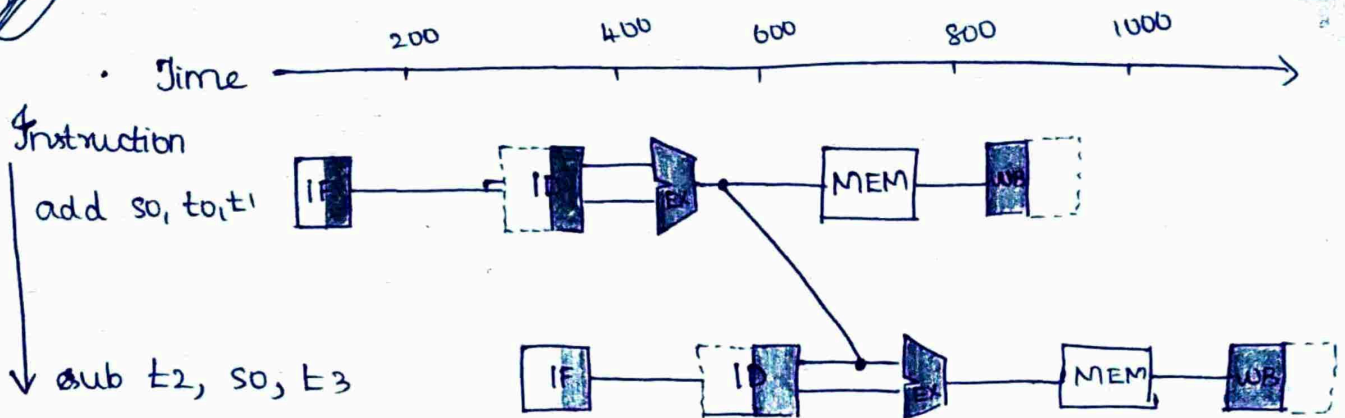 200 400 600 800 1000
· Time
Instruction
add s0, t0, t1
IF ID EX MEM WB
sub t2, s0, t3
IF ID EX MEM WB